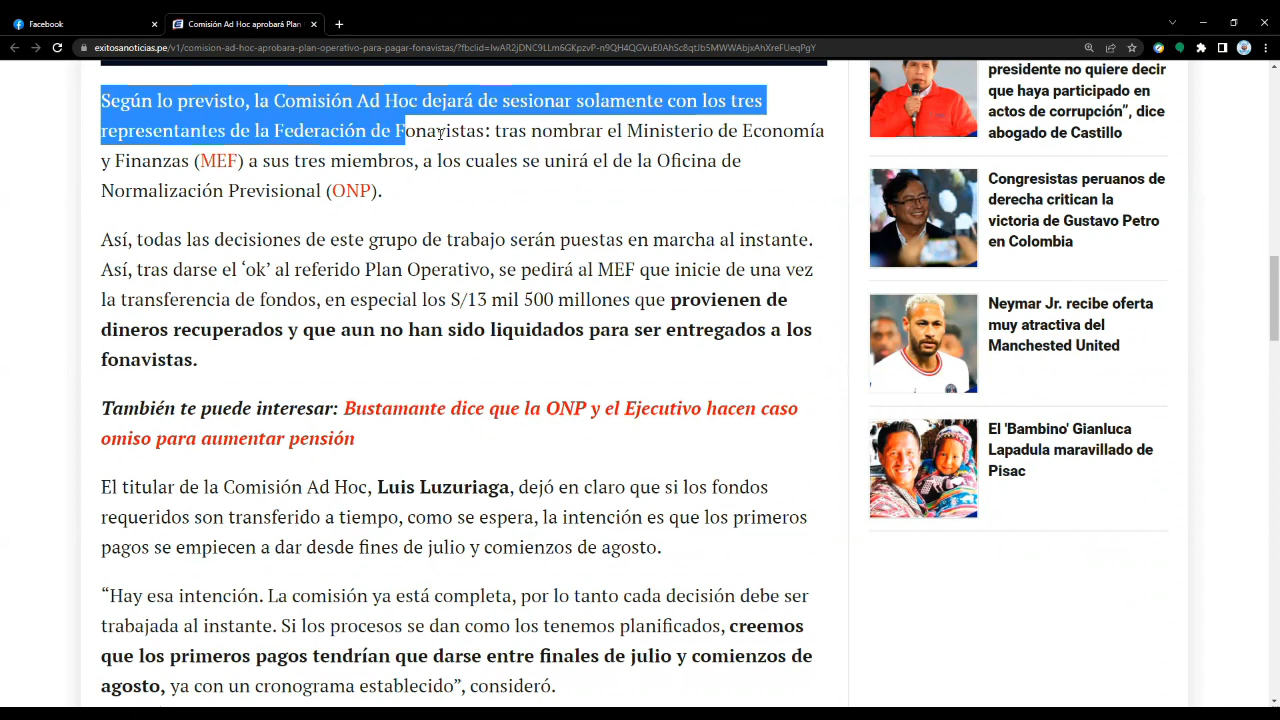 Facebook
Comisión Ad Hoc aprobará Plan
exitosanoticias.pe/v1/comision-ad-hoc-aprobara-plan-operativo-para-pagar-fonavistas/?fbclid=
Según lo previsto, la Comisión Ad Hoc dejará de sesionar solamente con los tres
representantes de la Federación de Fonavistas: tras nombrar el Ministerio de Economía
y Finanzas (MEF) a sus tres miembros, a los cuales se unirá el de la Oficina de
Normalización Previsional (ONP).
Así, todas las decisiones de este grupo de trabajo serán puestas en marcha al instante.
Así, tras darse el ‘ok’ al referido Plan Operativo, se pedirá al MEF que inicie de una vez
la transferencia de fondos, en especial los S/13 mil 500 millones que provienen de
dineros recuperados y que aun no han sido liquidados para ser entregados a los
fonavistas.
También te puede interesar: Bustamante dice que la ONP y el Ejecutivo hacen caso
omiso para aumentar pensión
El titular de la Comisión Ad Hoc, Luis Luzuriaga, dejó en claro que si los fondos
requerido son transferido a tiempo, como se espera, la intención es que los primeros
pagos se empiecen a dar desde fines de julio y comienzos de agosto.
“Hay esa intención. La comisión ya está completa, por lo tanto cada decisión debe ser
trabajada al instante. Si los procesos se dan como los tenemos planificados, creemos
que los primeros pagos tendrían que darse entre finales de julio y comienzos de
agosto, ya con un cronograma establecido”, consideró.
presidente no quiere decir
que haya participado en
actos de corrupción”, dice
abogado de Castillo
Congresistas peruanos de
derecha critican la
victoria de Gustavo Petro
en Colombia
Neymar Jr. recibe oferta
muy atractiva del
Manchested United
El 'Bambino' Gianluca
Lapadula maravillado de
Pisac